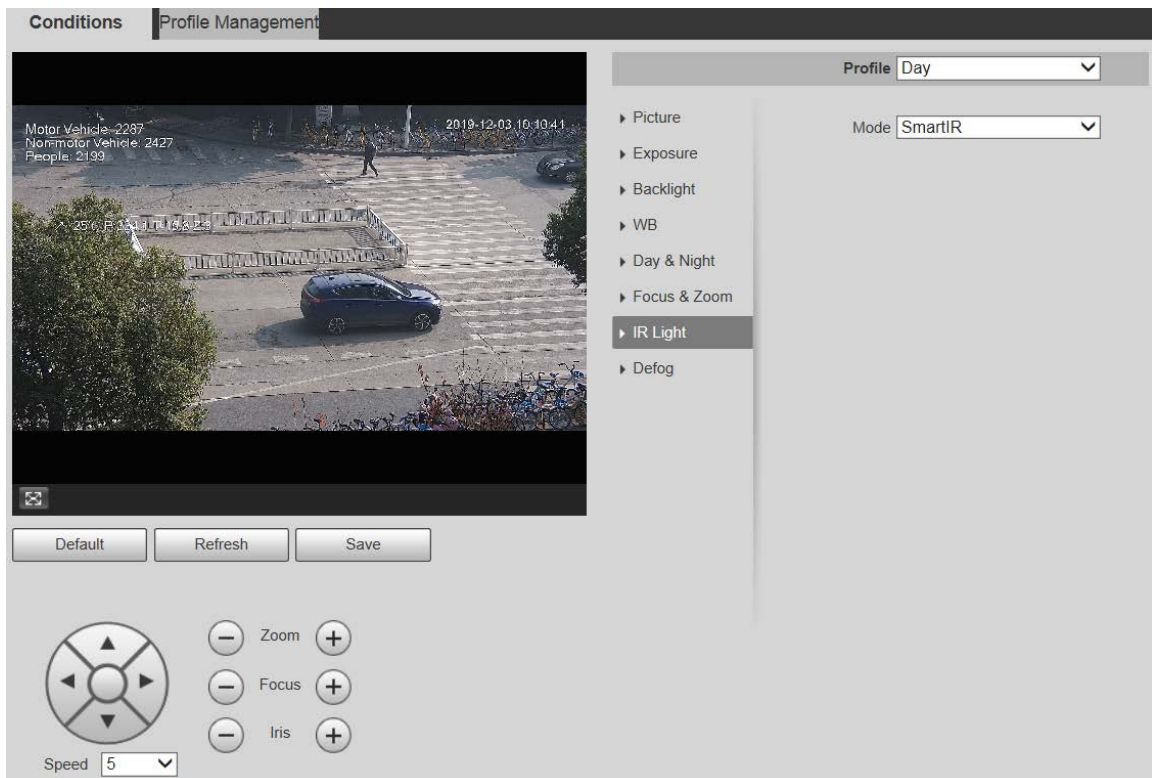 Conditions
Profile Management
Motor Vehicle: 2287
Non-motor Vehicle: 2427
People: 2199
2019-12-03 10:10:41
Default
Refresh
Save
Zoom
Focus
Iris
Speed 5
Profile Day
Picture
Exposure
Backlight
WB
Day & Night
Focus & Zoom
IR Light
Defog
Mode SmartIR